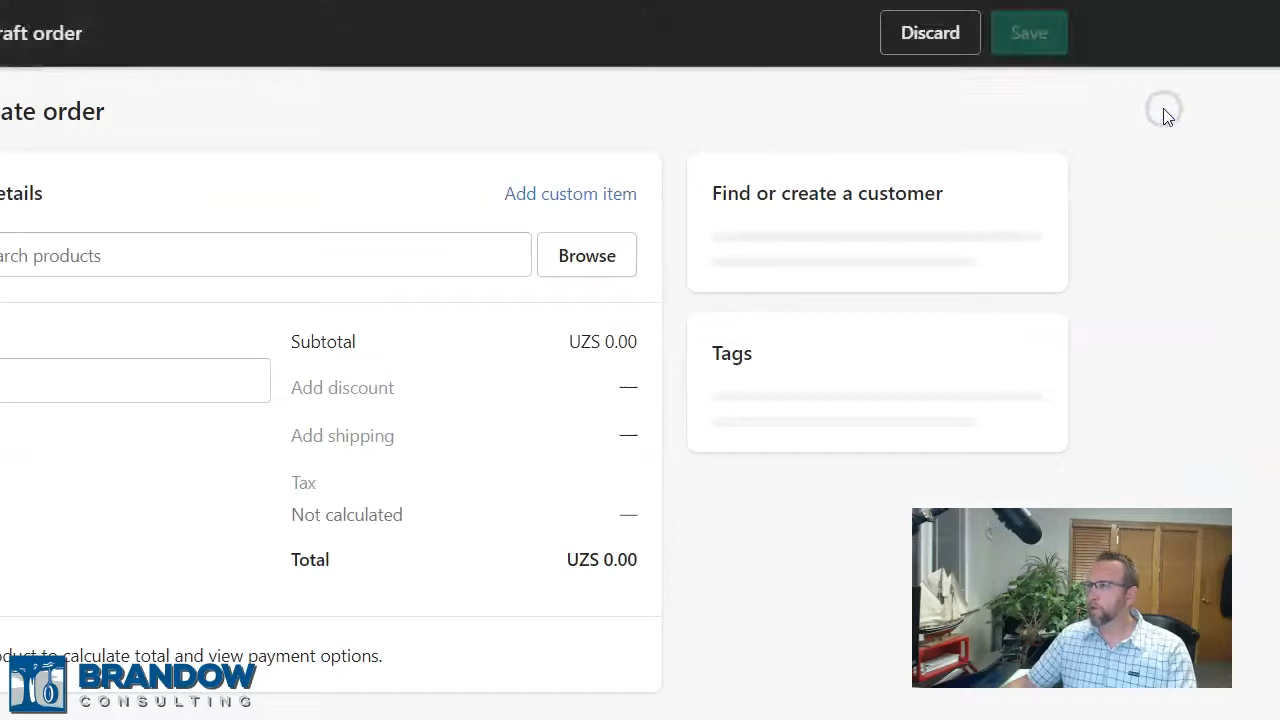 raft order
Discard
Save
ate order
etails
Add custom item
Find or create a customer
arch products
Browse
Subtotal
UZS 0.00
Tags
Add discount
—
Add shipping
—
Tax
Not calculated
—
Total
UZS 0.00
oduct to calculate total and view payment options.
BRANDOW
CONSULTING